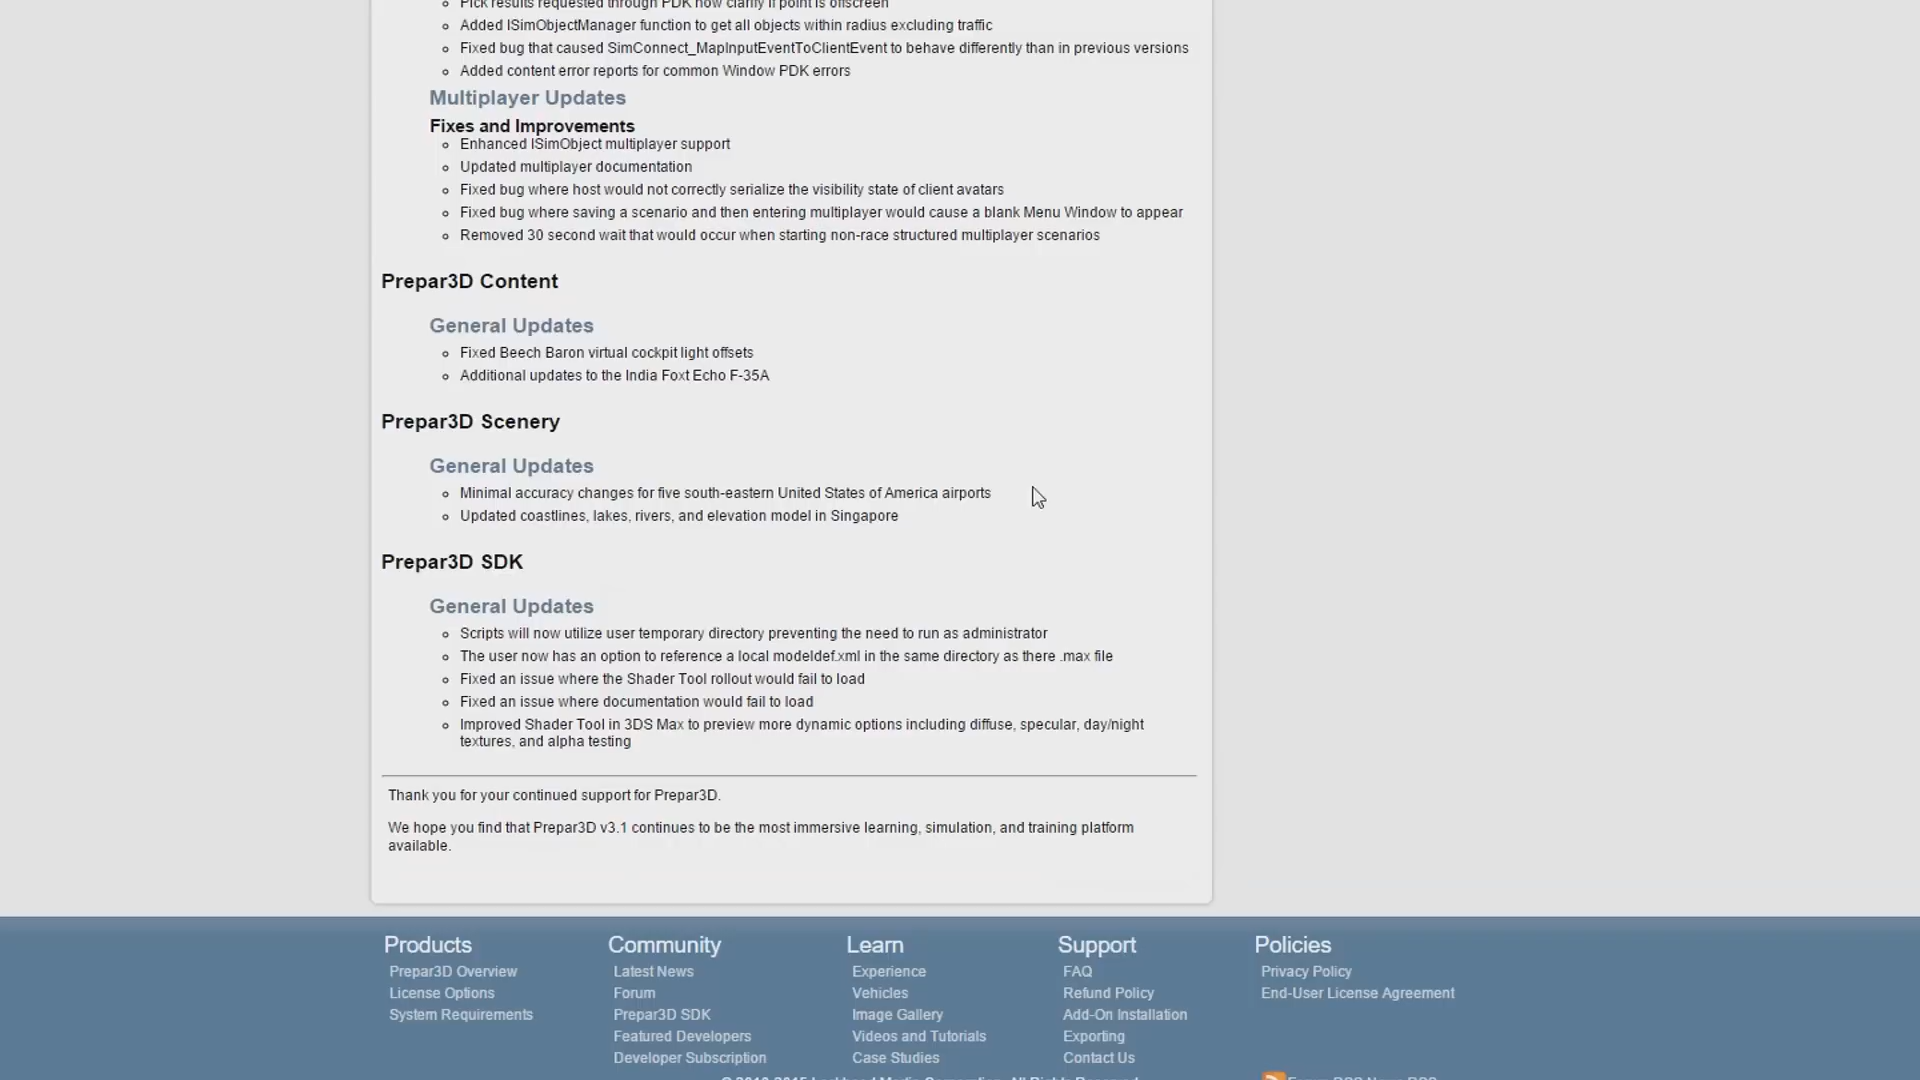 Pick results requested through PDK now clarify if point is offscreen
Added ISimObjectManager function to get all objects within radius excluding traffic
Fixed bug that caused SimConnect_MapInputEventToClientEvent to behave differently than in previous versions
Added content error reports for common Window PDK errors
Multiplayer Updates
Fixes and Improvements
Enhanced ISimObject multiplayer support
Updated multiplayer documentation
Fixed bug where host would not correctly serialize the visibility state of client avatars
Fixed bug where saving a scenario and then entering multiplayer would cause a blank Menu Window to appear
Removed 30 second wait that would occur when starting non-race structured multiplayer scenarios
Prepar3D Content
General Updates
Fixed Beech Baron virtual cockpit light offsets
Additional updates to the India Foxt Echo F-35A
Prepar3D Scenery
General Updates
Minimal accuracy changes for five south-eastern United States of America airports
Updated coastlines, lakes, rivers, and elevation model in Singapore
Prepar3D SDK
General Updates
Scripts will now utilize user temporary directory preventing the need to run as administrator
The user now has an option to reference a local modeldef.xml in the same directory as there .max file
Fixed an issue where the Shader Tool rollout would fail to load
Fixed an issue where documentation would fail to load
Improved Shader Tool in 3DS Max to preview more dynamic options including diffuse, specular, day/night
textures, and alpha testing
Thank you for your continued support for Prepar3D.
We hope you find that Prepar3D v3.1 continues to be the most immersive learning, simulation, and training platform
available.
Products
Prepar3D Overview
License Options
System Requirements
Community
Latest News
Forum
Prepar3D SDK
Featured Developers
Developer Subscription
Learn
Experience
Vehicles
Image Gallery
Videos and Tutorials
Case Studies
Support
FAQ
Refund Policy
Add-On Installation
Exporting
Contact Us
Policies
Privacy Policy
End-User License Agreement